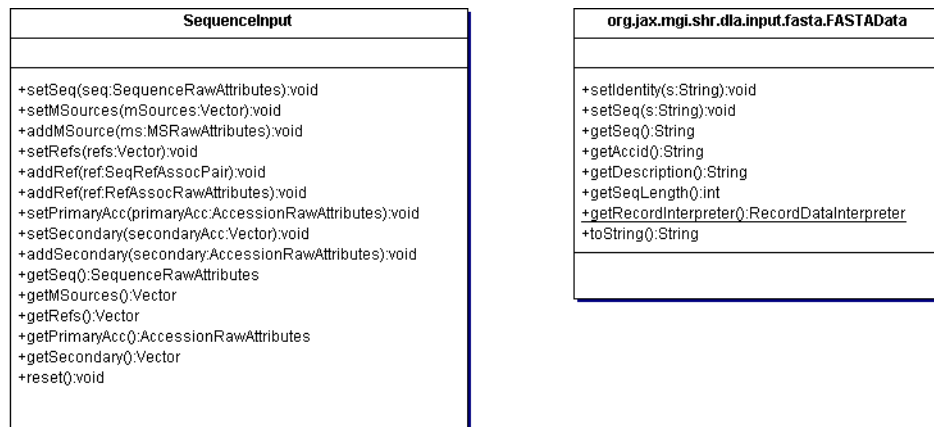 SequenceInput
+setSeq(seq:SequenceRawAttributes):void
+setMSources(mSources:Vector):void
+addMSource(ms:MSRawAttributes):void
+setRefs(refs:Vector):void
+addRef(ref:SeqRefAssocPair):void
+addRef(ref:RefAssocRawAttributes):void
+setPrimaryAcc(primaryAcc:AccessionRawAttributes):void
+setSecondary(secondaryAcc:Vector):void
+addSecondary(secondary:AccessionRawAttributes):void
+getSeq():SequenceRawAttributes
+getMSources():Vector
+getRefs():Vector
+getPrimaryAcc():AccessionRawAttributes
+getSecondary():Vector
+reset():void
org.jax.mgi.shr.dla.input.fasta.FASTAData
+setIdentity(s:String):void
+setSeq(s:String):void
+getSeq():String
+getAccid():String
+getDescription():String
+getSeqLength():int
+getRecordInterpreter():RecordDataInterpreter
+toString():String